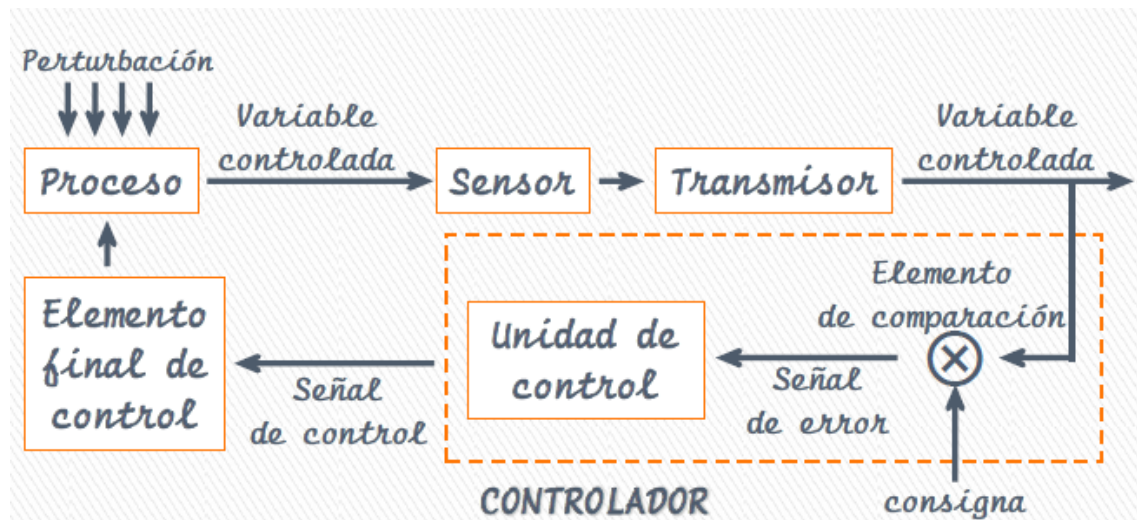 Perturbación
Variable
controlada
Variable
controlada
Proceso
Sensor
Transmisor
Elemento
final de
control
Señal
de control
Unidad de
control
Señal
de error
Elemento
de comparación
CONTROLADOR
consigna